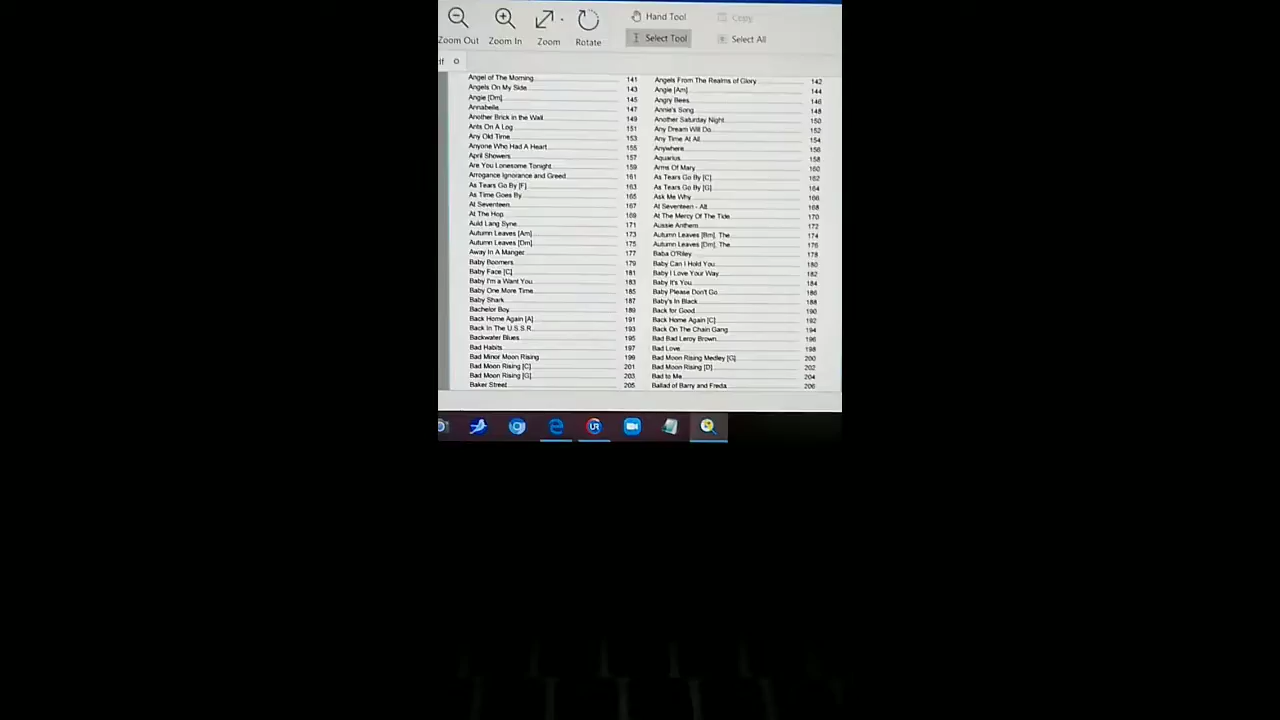 Zoom Out Zoom In Zoom Rotate Hand Tool Copy
Select Tool Select All
df
Angel of The Morning 141 Angels From The Realms of Glory 142
Angels On My Side 143 Angie [Am] 144
Angie [Dm] 145 Angry Bees 146
Annabelle 147 Annie's Song 148
Another Brick in the Wall 149 Another Saturday Night 150
Ants On A Log 151 Any Dream Will Do 152
Any Old Time 153 Any Time At All 154
Anyone Who Had A Heart 155 Anywhere 156
April Showers 157 Aquarius 158
Are You Lonesome Tonight 159 Arms Of Mary 160
Arrogance Ignorance and Greed 161 As Tears Go By [C] 162
As Tears Go By [F] 163 As Tears Go By [G] 164
As Time Goes By 165 Ask Me Why 166
At Seventeen 167 At Seventeen - Alt 168
At The Hop 169 At The Mercy Of The Tide 170
Auld Lang Syne 171 Aussie Anthem 172
Autumn Leaves [Am] 173 Autumn Leaves [Bm], The 174
Autumn Leaves [Dm] 175 Autumn Leaves [Dm], The 176
Away In A Manger 177 Baba O'Riley 178
Baby Boomers 179 Baby Can I Hold You 180
Baby Face [C] 181 Baby I Love Your Way 182
Baby I'm a Want You 183 Baby It's You 184
Baby One More Time 185 Baby Please Don't Go 186
Baby Shark 187 Baby's In Black 188
Bachelor Boy 189 Back for Good 190
Back Home Again [A] 191 Back Home Again [C] 192
Back In The U.S.S.R. 193 Back On The Chain Gang 194
Backwater Blues 195 Bad Bad Leroy Brown 196
Bad Habits 197 Bad Love 198
Bad Minor Moon Rising 199 Bad Moon Rising Medley [G] 200
Bad Moon Rising [C] 201 Bad Moon Rising [D] 202
Bad Moon Rising [G] 203 Bad to Me 204
Baker Street 205 Ballad of Barry and Freda 206
UR